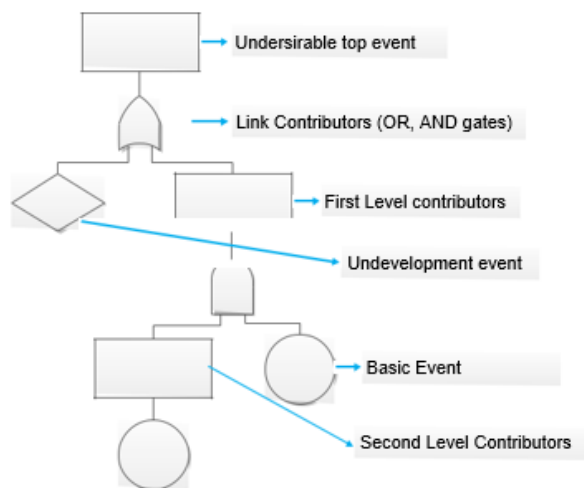 Undersirable top event
Link Contributors (OR, AND gates)
First Level contributors
Undevelopment event
Basic Event
Second Level Contributors